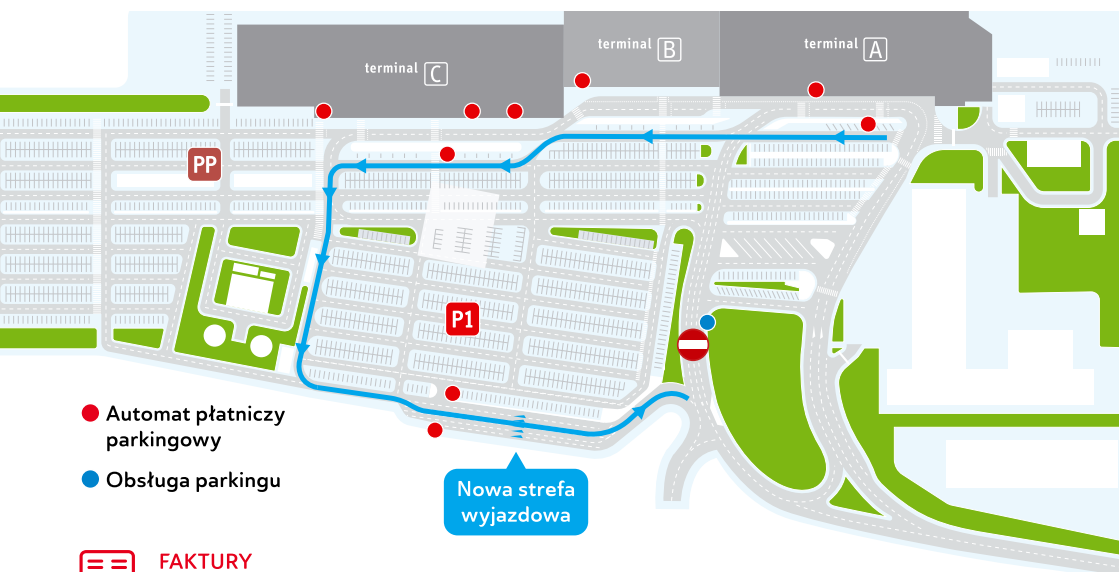 terminal C
terminal B
terminal A
PP
P1
Automat płatniczy
parkingowy
Obsługa parkingu
Nowa strefa
wyjazdowa
FAKTURY